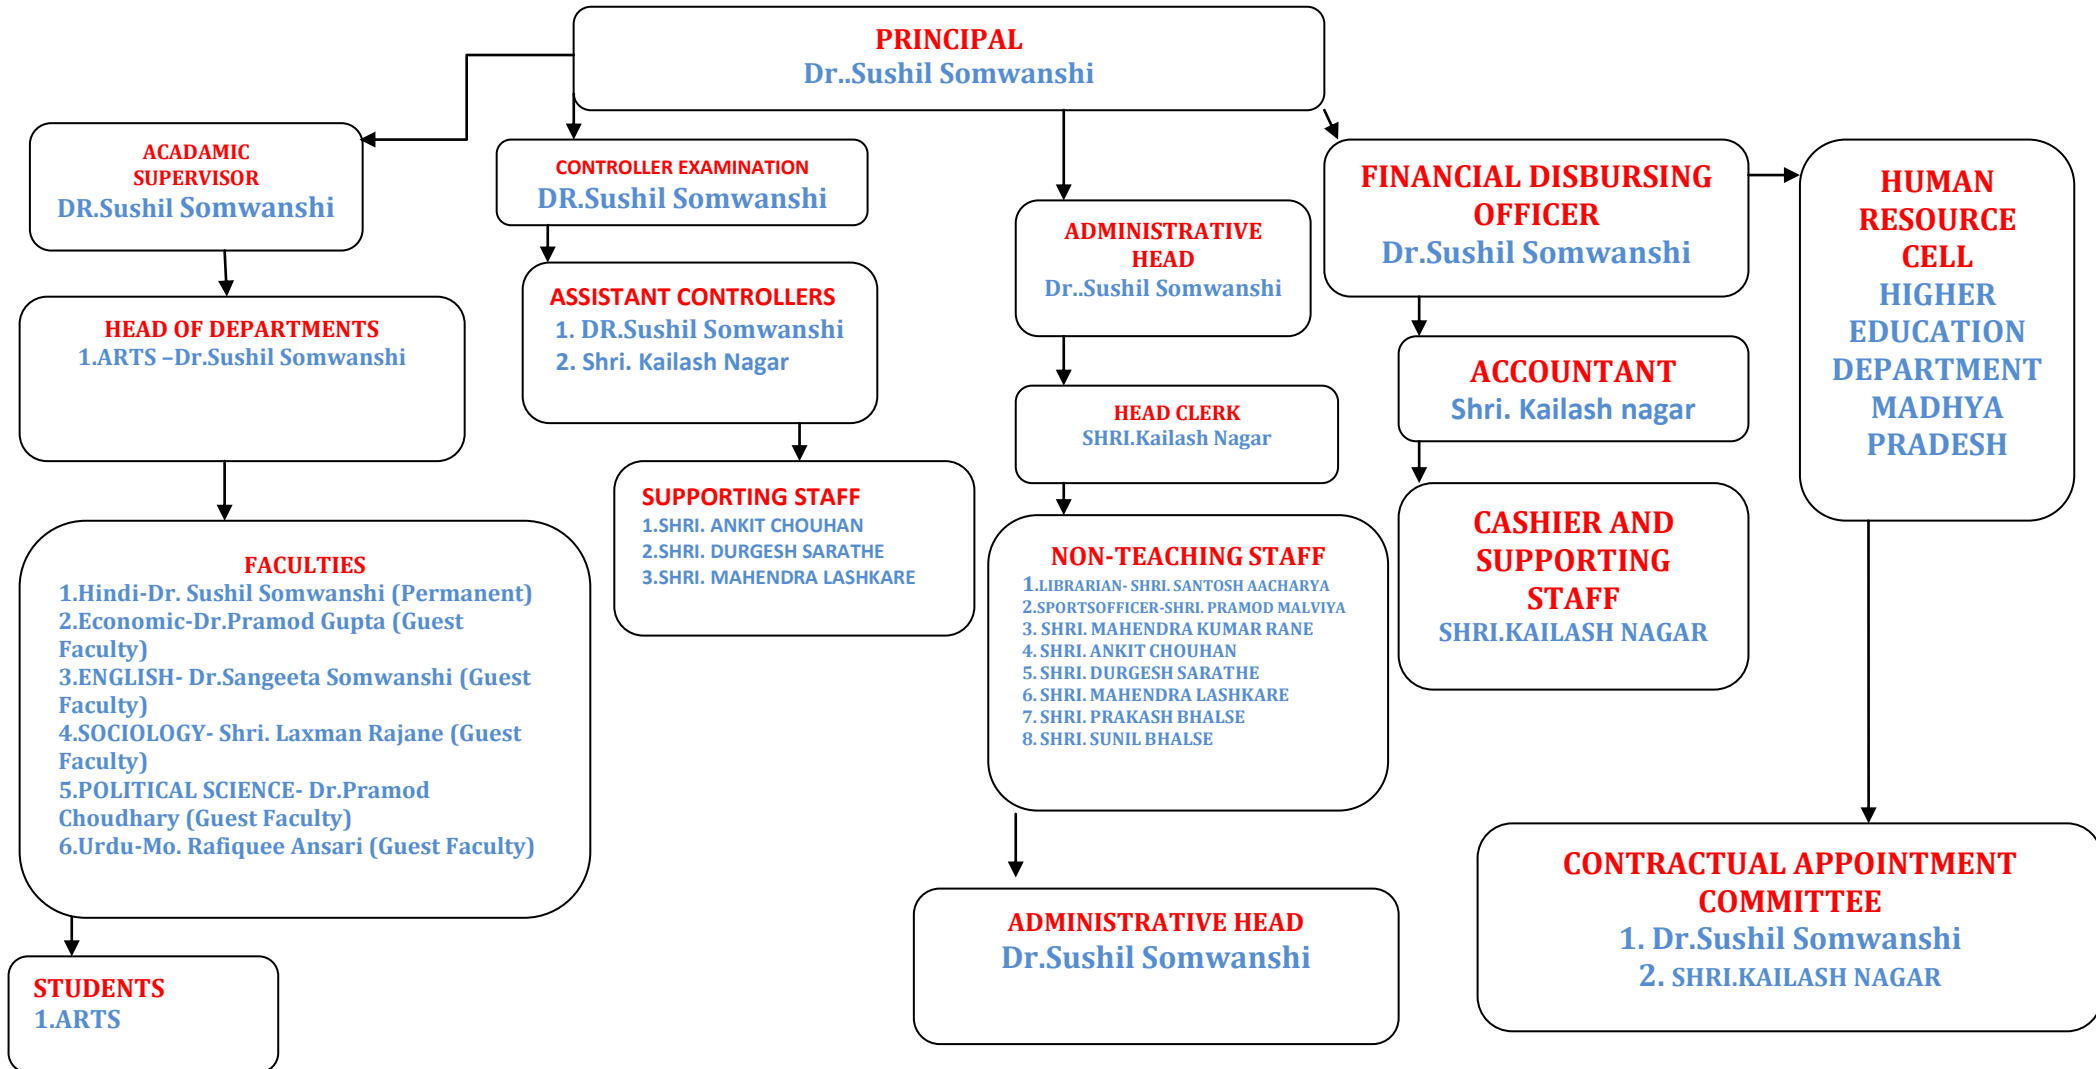 PRINCIPAL
Dr..Sushil Somwanshi
ACADAMIC
SUPERVISOR
DR.Sushil Somwanshi
CONTROLLER EXAMINATION
DR.Sushil Somwanshi
ADMINISTRATIVE
HEAD
Dr..Sushil Somwanshi
FINANCIAL DISBURSING
OFFICER
Dr.Sushil Somwanshi
HUMAN
RESOURCE
CELL
HIGHER
EDUCATION
DEPARTMENT
MADHYA
PRADESH
HEAD OF DEPARTMENTS
1.ARTS –Dr.Sushil Somwanshi
ASSISTANT CONTROLLERS
1. DR.Sushil Somwanshi
2. Shri. Kailash Nagar
HEAD CLERK
SHRI.Kailash Nagar
ACCOUNTANT
Shri. Kailash nagar
SUPPORTING STAFF
1.SHRI. ANKIT CHOUHAN
2.SHRI. DURGESH SARATHE
3.SHRI. MAHENDRA LASHKARE
CASHIER AND
SUPPORTING
STAFF
SHRI.KAILASH NAGAR
FACULTIES
1.Hindi-Dr. Sushil Somwanshi (Permanent)
2.Economic-Dr.Pramod Gupta (Guest
Faculty)
3.ENGLISH- Dr.Sangeeta Somwanshi (Guest
Faculty)
4.SOCIOLOGY- Shri. Laxman Rajane (Guest
Faculty)
5.POLITICAL SCIENCE- Dr.Pramod
Choudhary (Guest Faculty)
6.Urdu-Mo. Rafiquee Ansari (Guest Faculty)
NON-TEACHING STAFF
1.LIBRARIAN- SHRI. SANTOSH AACHARYA
2.SPORTSOFFICER-SHRI. PRAMOD MALVIYA
3. SHRI. MAHENDRA KUMAR RANE
4. SHRI. ANKIT CHOUHAN
5. SHRI. DURGESH SARATHE
6. SHRI. MAHENDRA LASHKARE
7. SHRI. PRAKASH BHALSE
8. SHRI. SUNIL BHALSE
STUDENTS
1.ARTS
ADMINISTRATIVE HEAD
Dr.Sushil Somwanshi
CONTRACTUAL APPOINTMENT
COMMITTEE
1. Dr.Sushil Somwanshi
2. SHRI.KAILASH NAGAR